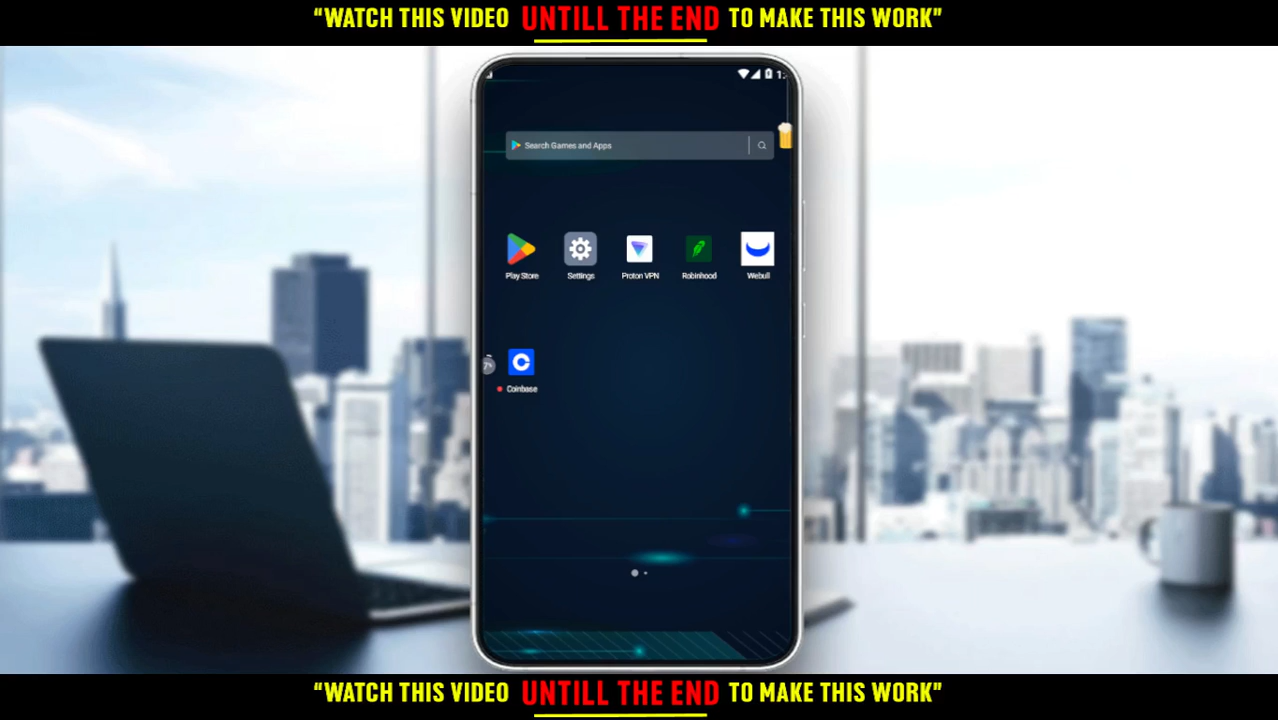 “WATCH THIS VIDEO UNTILL THE END TO MAKE THIS WORK”
Search Games and Apps
Play Store
Settings
Proton VPN
Robinhood
Webull
Coinbase
“WATCH THIS VIDEO UNTILL THE END TO MAKE THIS WORK”